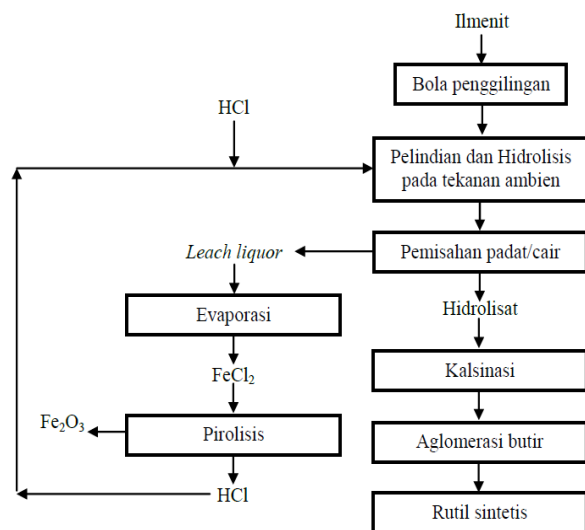 Ilmenit
Bola penggilingan
HCl
Pelindian dan Hidrolisis
pada tekanan ambien
Leach liquor
Pemisahan padat/cair
Evaporasi
Hidrolisat
FeCl₂
Kalsinasi
Fe₂O₃
Pirolisis
Aglomerasi butir
HCl
Rutil sintetis